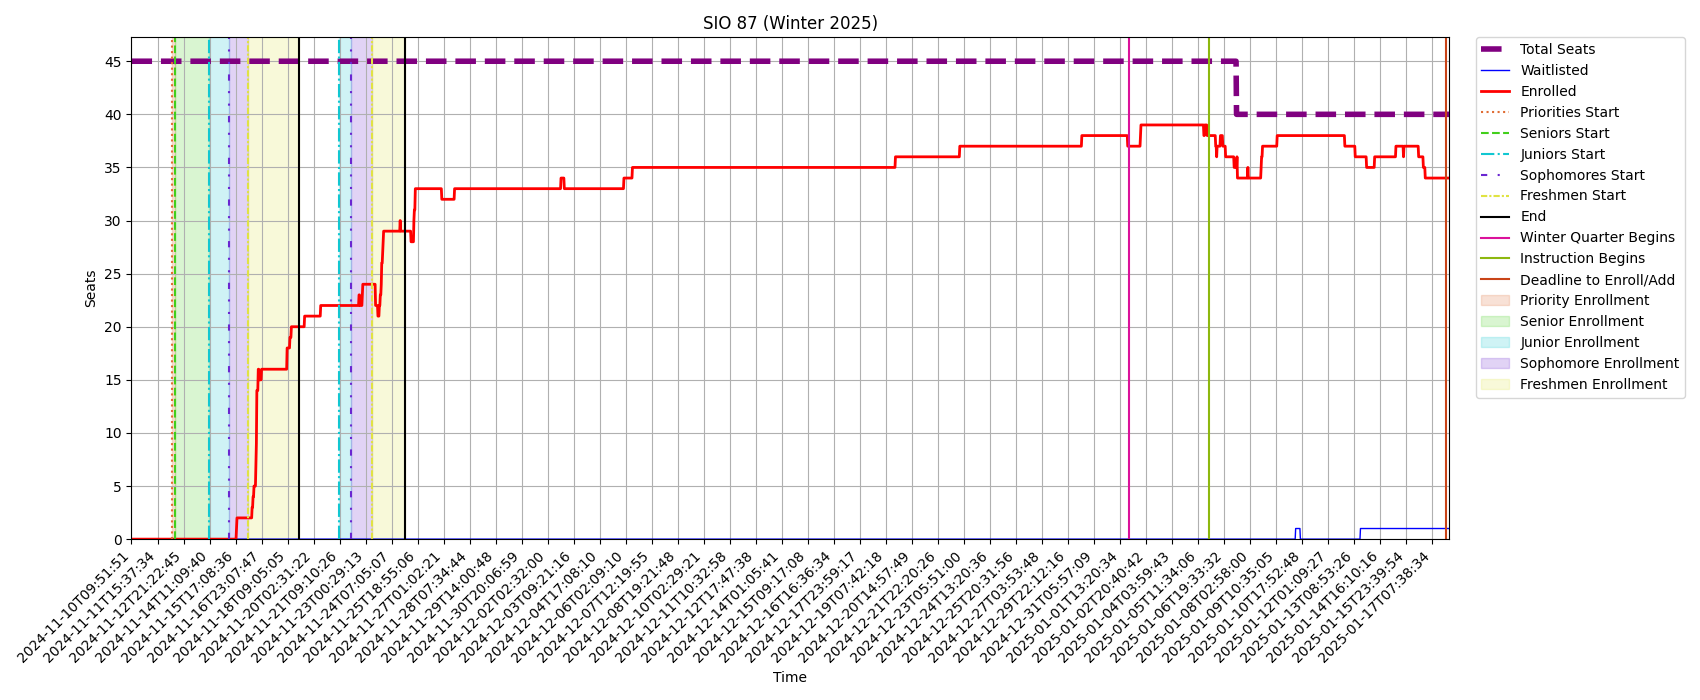 SIO 87 (Winter 2025)
Seats
45
40
35
30
25
20
15
10
5
0
2024-11-10T09:51:51
2024-11-11T15:37:34
2024-11-12T21:22:45
2024-11-14T11:09:40
2024-11-15T17:08:36
2024-11-16T23:07:47
2024-11-18T09:05:05
2024-11-20T02:31:22
2024-11-21T09:10:26
2024-11-23T00:29:13
2024-11-24T07:05:07
2024-11-25T18:55:06
2024-11-27T01:02:21
2024-11-28T07:34:44
2024-11-29T14:00:48
2024-11-30T20:06:59
2024-12-02T02:32:00
2024-12-03T09:21:16
2024-12-04T17:08:10
2024-12-06T02:09:10
2024-12-07T12:19:55
2024-12-08T19:21:48
2024-12-10T02:29:21
2024-12-11T10:32:58
2024-12-12T17:47:38
2024-12-14T01:05:41
2024-12-15T09:17:08
2024-12-16T16:36:34
2024-12-17T23:59:17
2024-12-19T07:42:18
2024-12-20T14:57:49
2024-12-21T22:20:26
2024-12-23T05:51:00
2024-12-24T13:20:36
2024-12-25T20:31:56
2024-12-27T03:53:48
2024-12-29T22:12:16
2024-12-31T05:57:09
2025-01-01T13:20:34
2025-01-02T20:40:42
2025-01-04T03:59:43
2025-01-05T11:34:06
2025-01-06T19:33:32
2025-01-08T02:58:00
2025-01-09T10:35:05
2025-01-10T17:52:48
2025-01-12T01:09:27
2025-01-13T08:53:26
2025-01-14T16:10:16
2025-01-15T23:39:54
2025-01-17T07:38:34
Time
Total Seats
Waitlisted
Enrolled
Priorities Start
Seniors Start
Juniors Start
Sophomores Start
Freshmen Start
End
Winter Quarter Begins
Instruction Begins
Deadline to Enroll/Add
Priority Enrollment
Senior Enrollment
Junior Enrollment
Sophomore Enrollment
Freshmen Enrollment